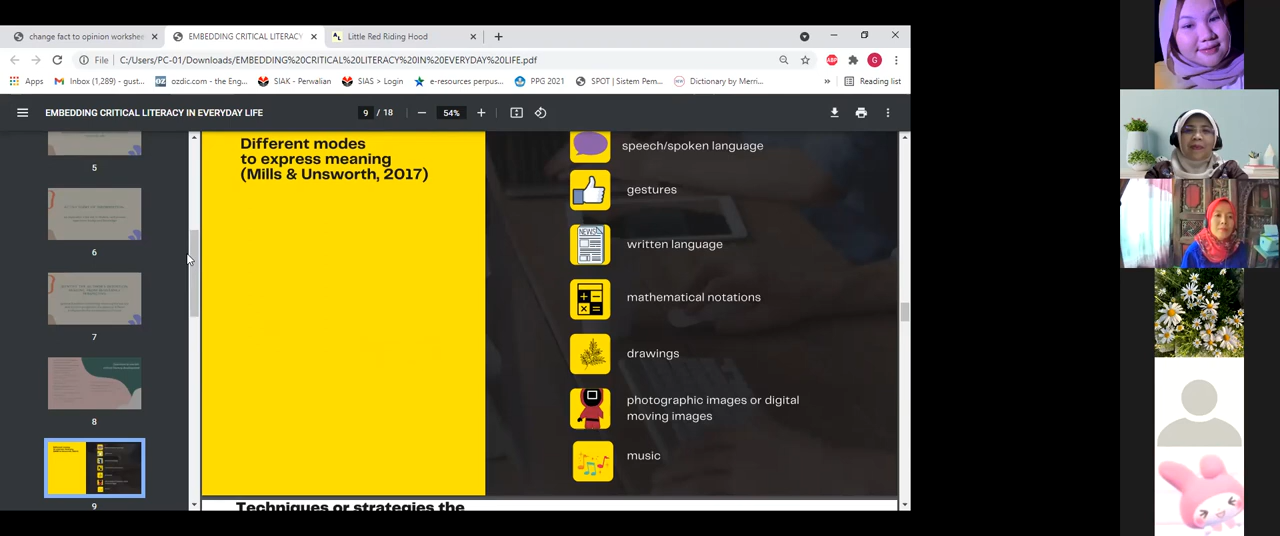 change fact to opinion workshee
EMBEDDING CRITICAL LITERACY
Little Red Riding Hood
File
C:/Users/PC-01/Downloads/EMBEDDING%20CRITICAL%20LITERACY%20IN%20EVERYDAY%20LIFE.pdf
ABP
G
Apps
Inbox (1,289) - gust...
OZ ozdic.com - the Eng...
SIAK - Perwalian
SIAS > Login
e-resources perpus...
PPG 2021
SPOT | Sistem Pem...
Dictionary by Merri...
»
Reading list
EMBEDDING CRITICAL LITERACY IN EVERYDAY LIFE
9 / 18
54%
5
6
7
8
9
Different modes
to express meaning
(Mills & Unsworth, 2017)
speech/spoken language
gestures
NEWS
written language
mathematical notations
drawings
photographic images or digital
moving images
music
Techniques or strategies the